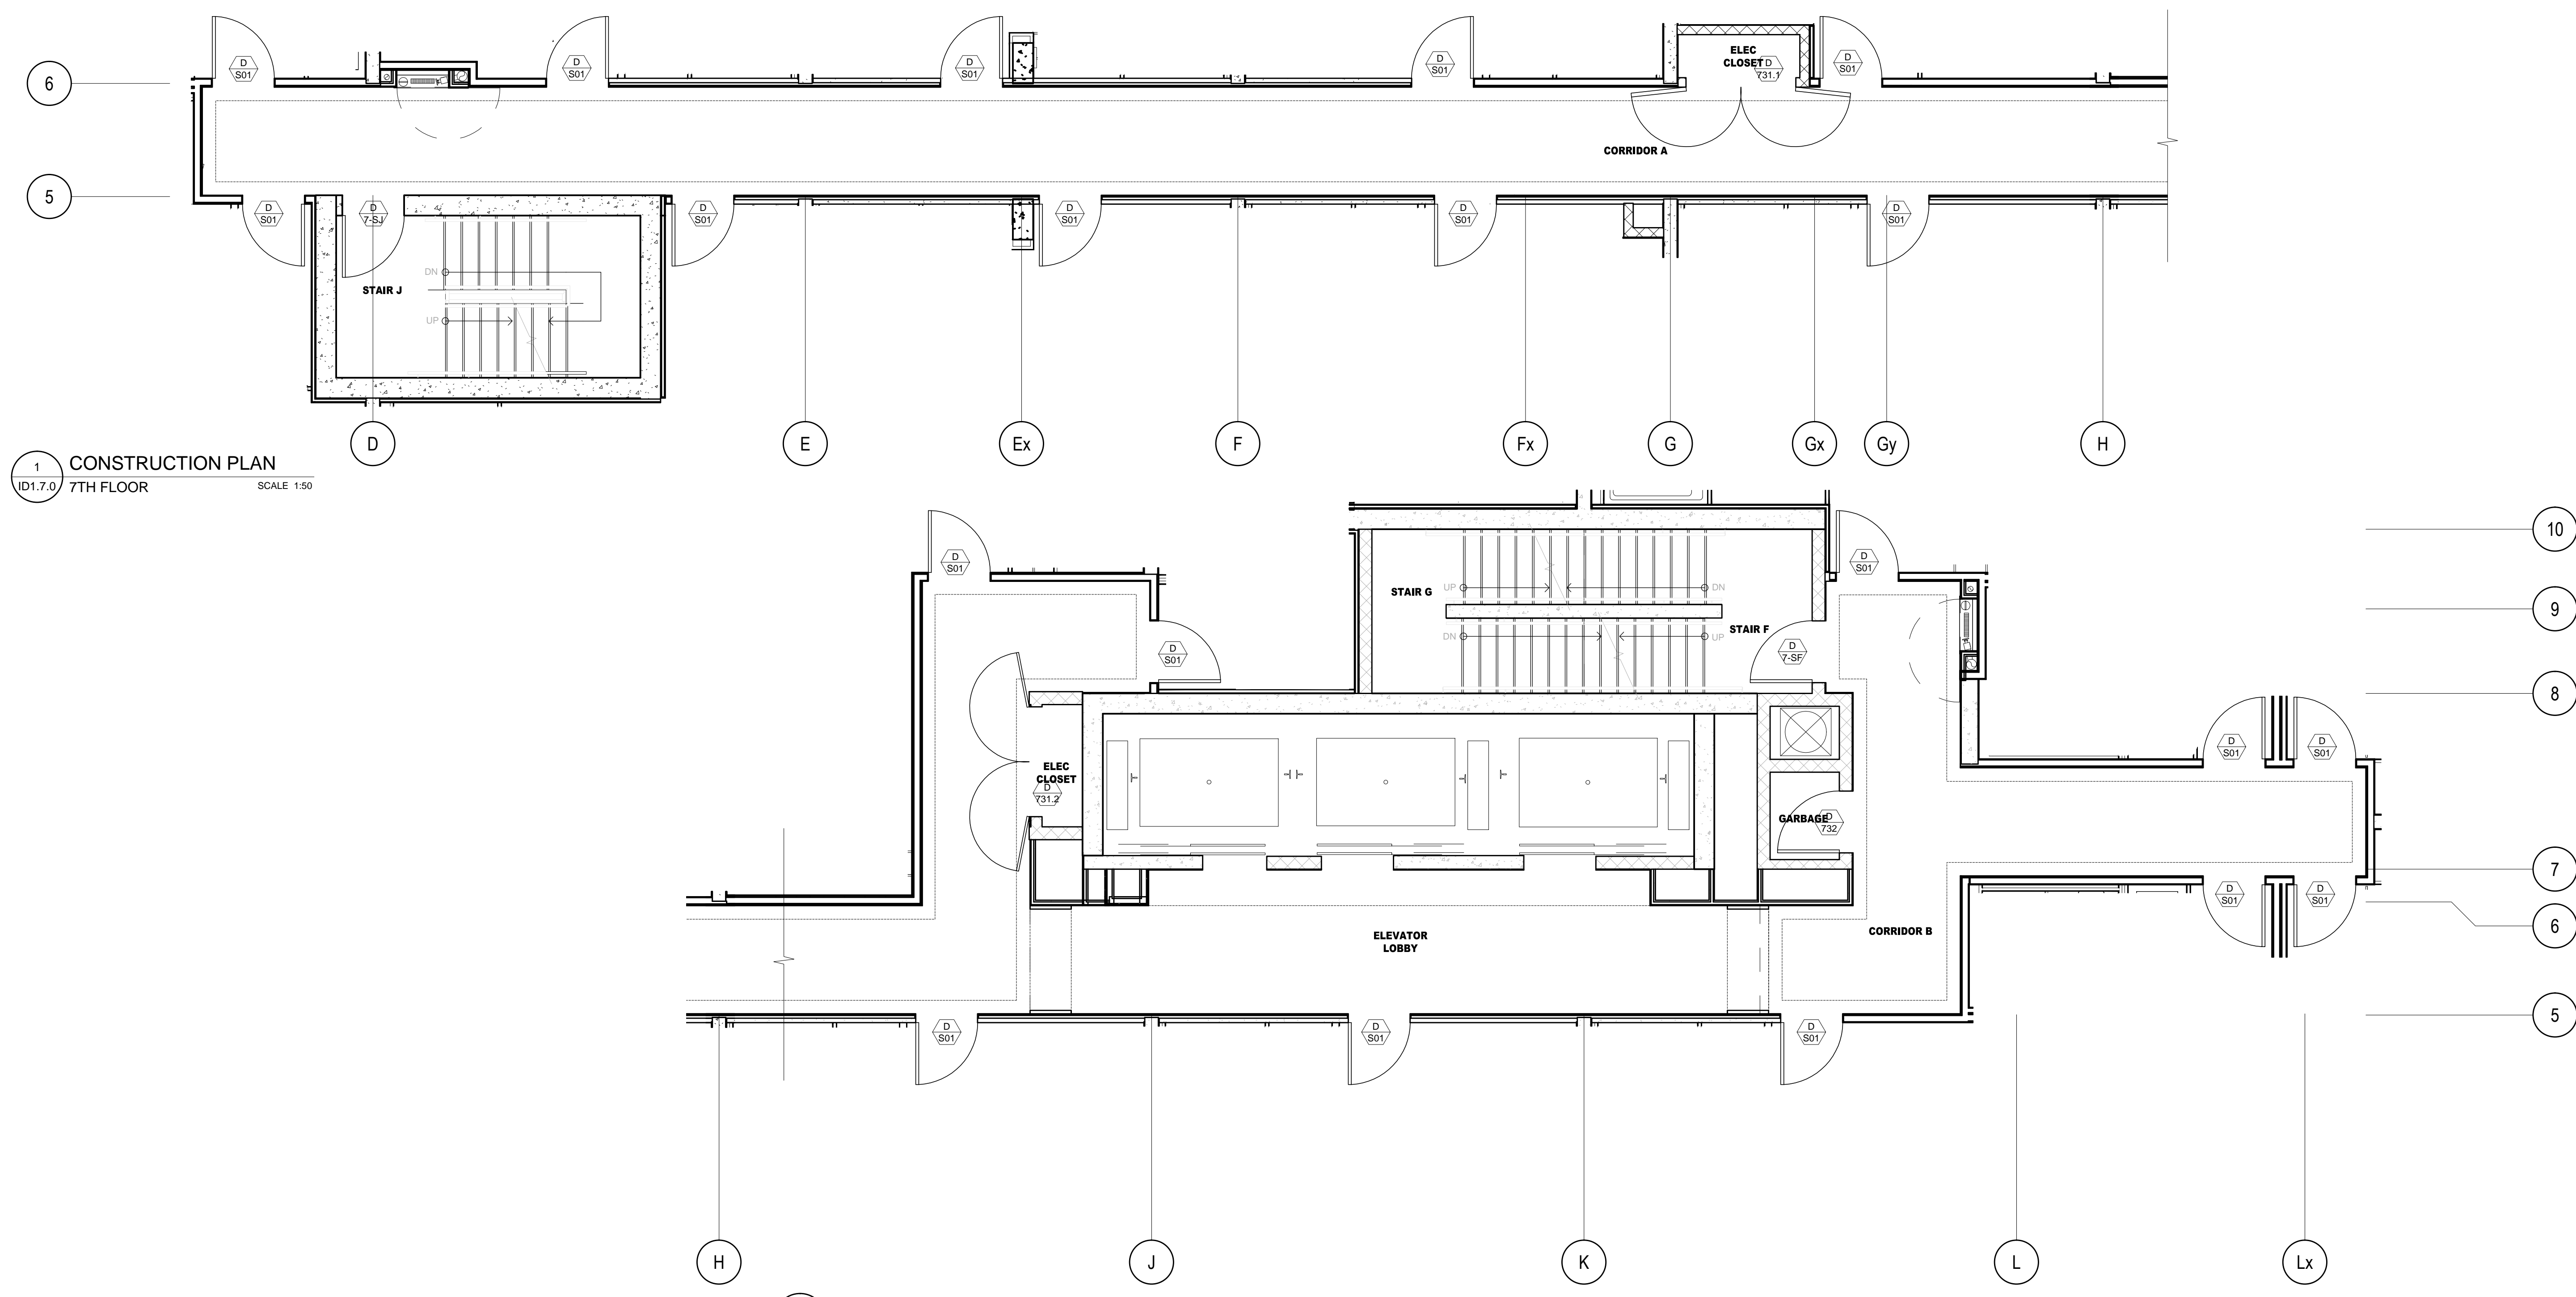 D
S01
D
S01
D
S01
D
S01
ELEC
CLOSET
D
731.1
D
S01
6
CORRIDOR A
5
D
S01
D
7-SJ
D
S01
D
S01
D
S01
D
S01
DN
STAIR J
UP
D
E
Ex
F
Fx
G
Gx
Gy
H
1
ID1.7.0
CONSTRUCTION PLAN
7TH FLOOR
SCALE 1:50
D
S01
D
S01
10
UP
STAIR G
DN
9
DN
STAIR F
UP
D
S01
D
7-SF
8
D
S01
D
S01
ELEC
CLOSET
D
731.2
GARBAGE
D
732
7
D
S01
D
S01
ELEVATOR
LOBBY
CORRIDOR B
6
D
S01
D
S01
D
S01
5
H
J
K
L
Lx